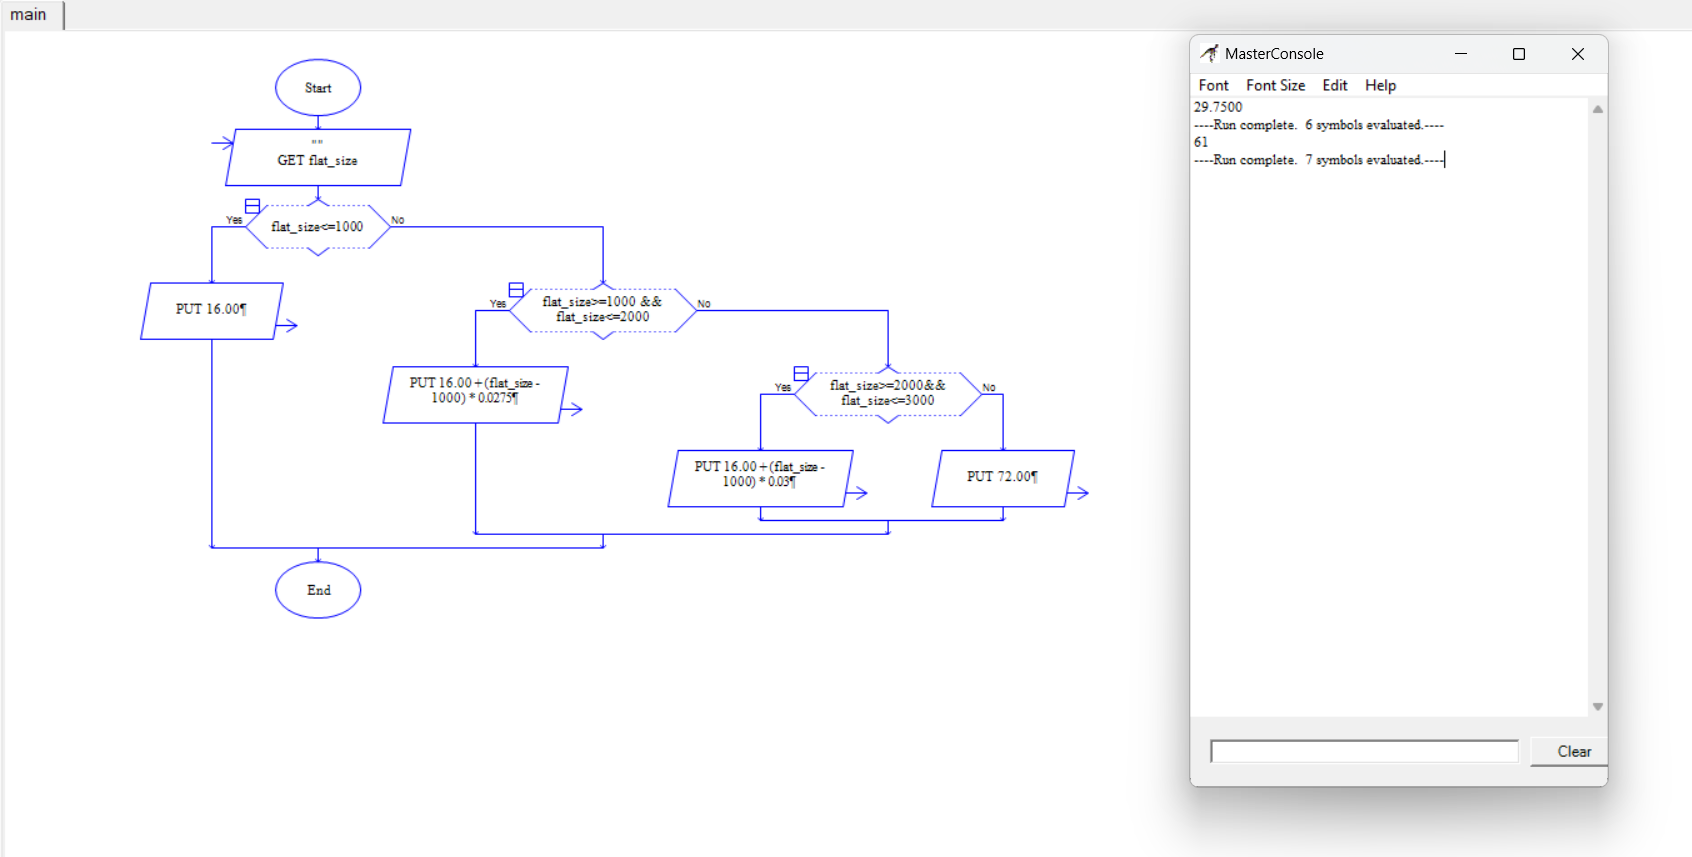 main
Start
""
GET flat_size
Yes
No
flat_size<=1000
PUT 16.00¶
Yes
No
flat_size>=1000 &&
flat_size<=2000
PUT 16.00 + (flat_size -
1000) * 0.0275¶
Yes
No
flat_size>=2000&&
flat_size<=3000
PUT 16.00 + (flat_size -
1000) * 0.03¶
PUT 72.00¶
End
MasterConsole
Font Font Size Edit Help
29.7500
----Run complete. 6 symbols evaluated.----
61
----Run complete. 7 symbols evaluated.----
Clear